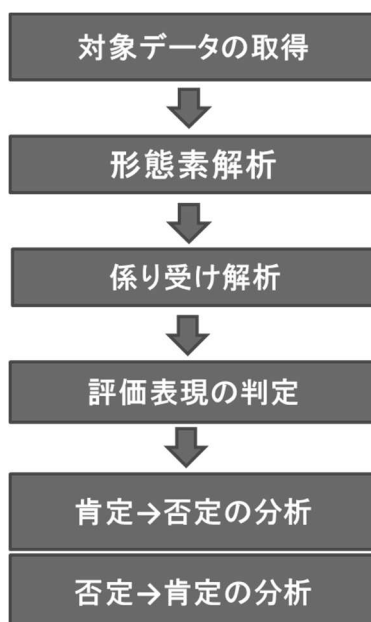 対象データの取得
形態素解析
係り受け解析
評価表現の判定
肯定→否定の分析
否定→肯定の分析